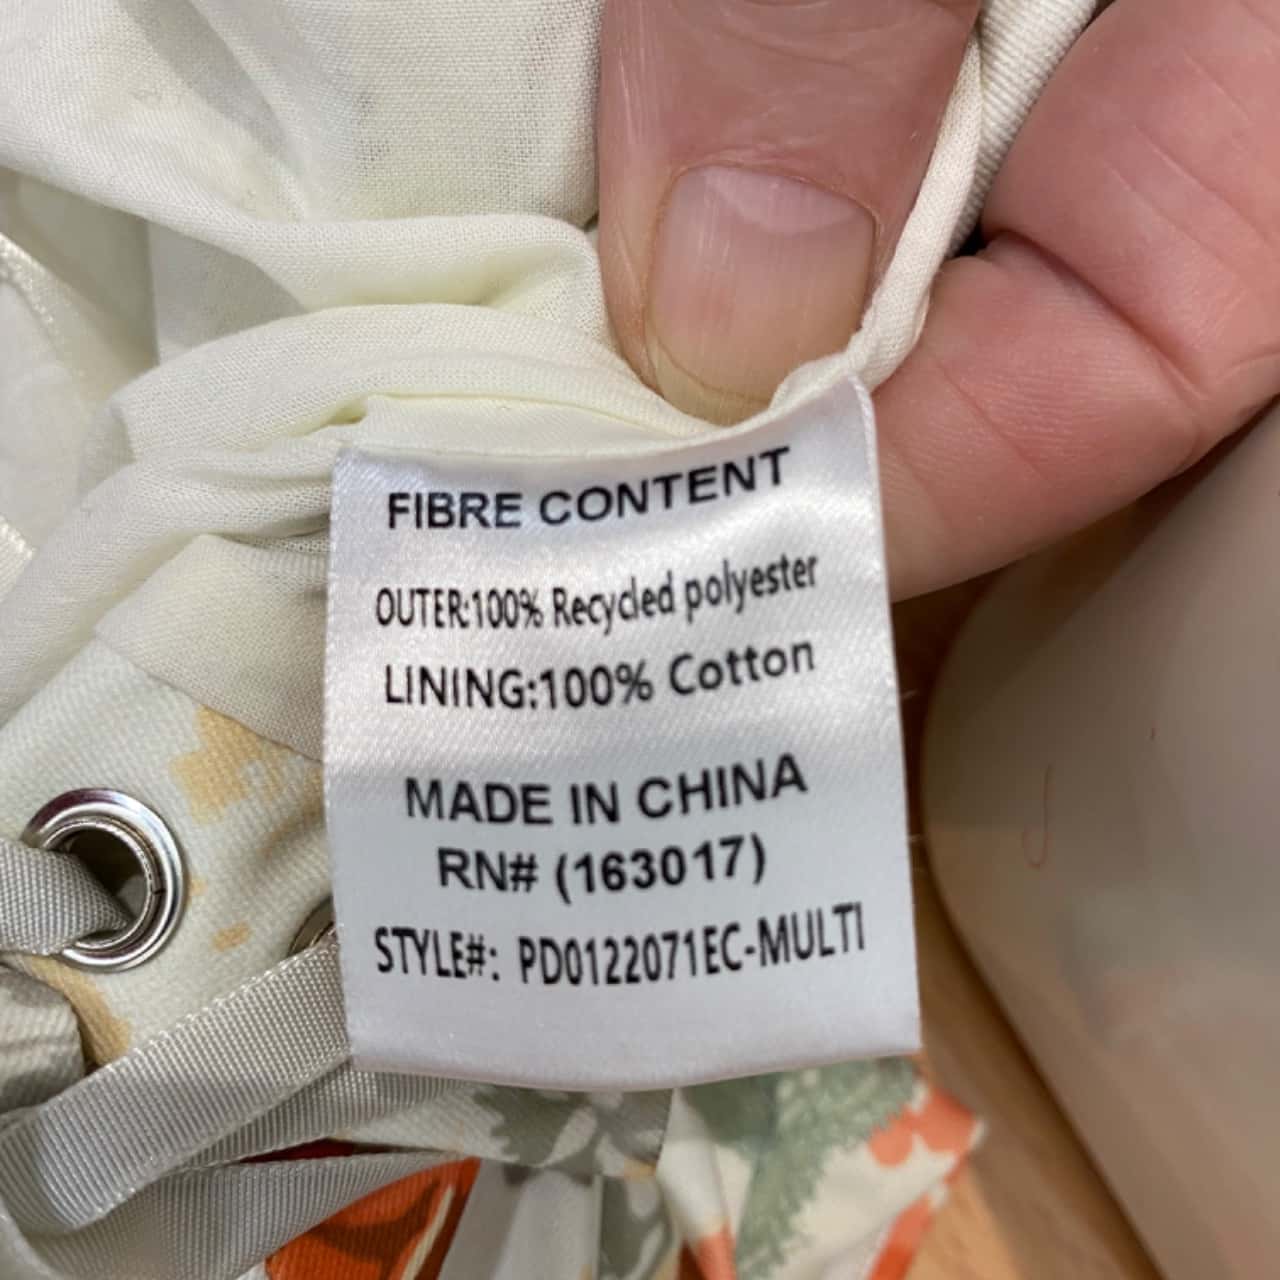 FIBRE CONTENT
OUTER:100% Recycled polyester
LINING:100% Cotton
MADE IN CHINA
RN# (163017)
STYLE#: PD0122071EC-MULTI